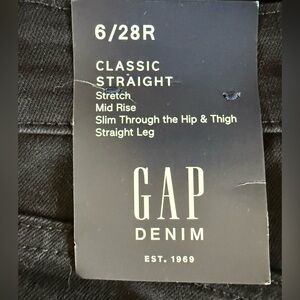 6/28R
CLASSIC
STRAIGHT
Stretch
Mid Rise
Slim Through the Hip & Thigh
Straight Leg
GAP
DENIM
EST. 1969